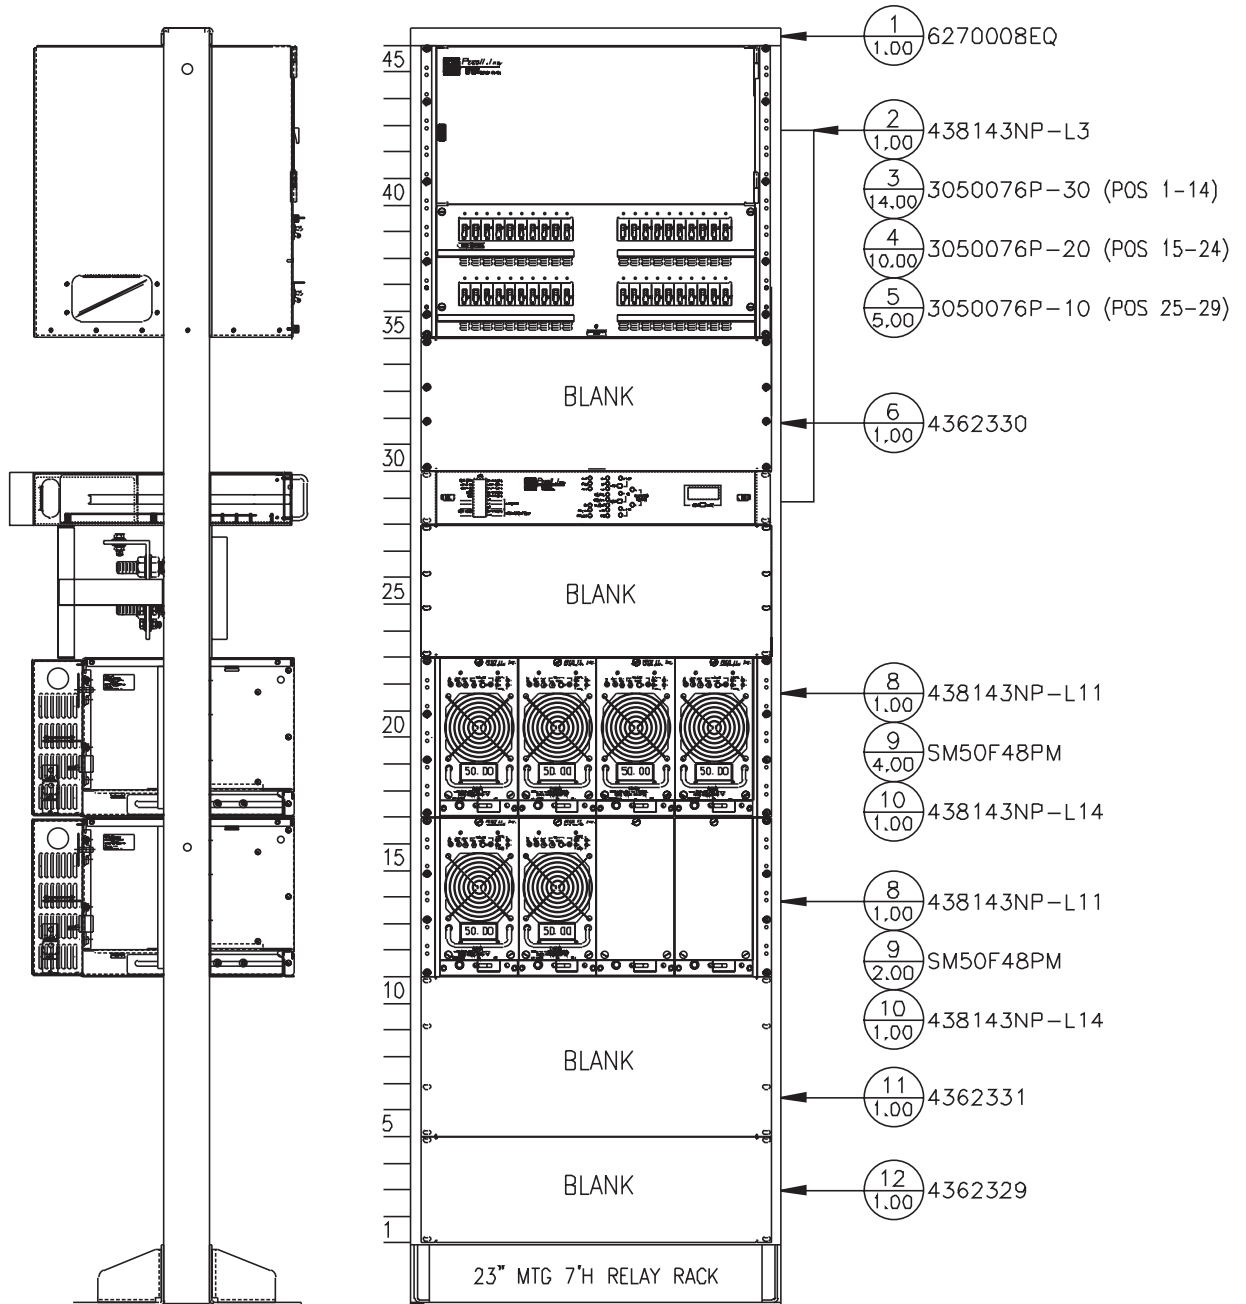 1
1.00
6270008EQ
45
2
1.00
438143NP-L3
3
14.00
3050076P-30 (POS 1-14)
40
4
10.00
3050076P-20 (POS 15-24)
5
5.00
3050076P-10 (POS 25-29)
35
BLANK
6
1.00
4362330
30
25
BLANK
8
1.00
438143NP-L11
20
9
4.00
SM50F48PM
50.00 50.00 50.00 50.00
10
1.00
438143NP-L14
15
8
1.00
438143NP-L11
50.00 50.00
9
2.00
SM50F48PM
10
10
1.00
438143NP-L14
BLANK
11
1.00
4362331
5
BLANK
12
1.00
4362329
1
23" MTG 7'H RELAY RACK